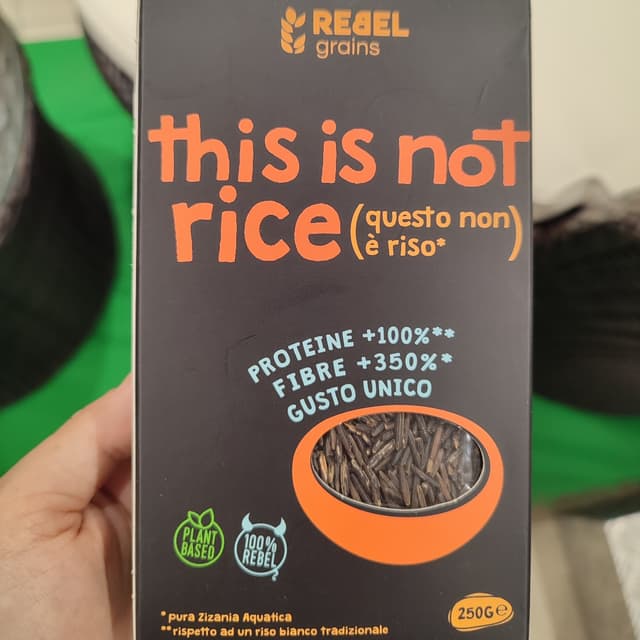 REBEL
grains
this is not
rice (questo non
è riso*)
PROTEINE +100%**
FIBRE +350%*
GUSTO UNICO
PLANT
BASED
100%
REBEL
* pura Zizania Aquatica
** rispetto ad un riso bianco tradizionale
250G e